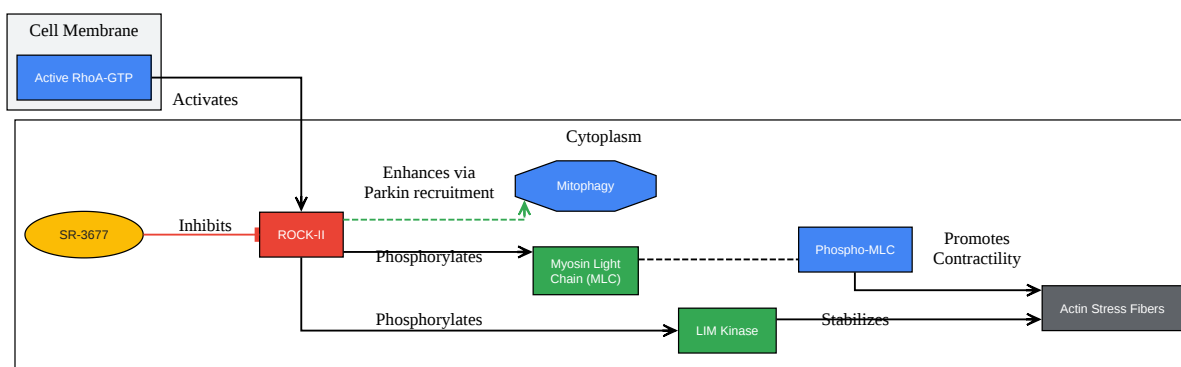 Cell Membrane
Active RhoA-GTP
Activates
Cytoplasm
Enhances via
Parkin recruitment
Mitophagy
SR-3677
Inhibits
ROCK-II
Phosphorylates
Myosin Light
Chain (MLC)
Phospho-MLC
Promotes
Contractility
Phosphorylates
LIM Kinase
Stabilizes
Actin Stress Fibers